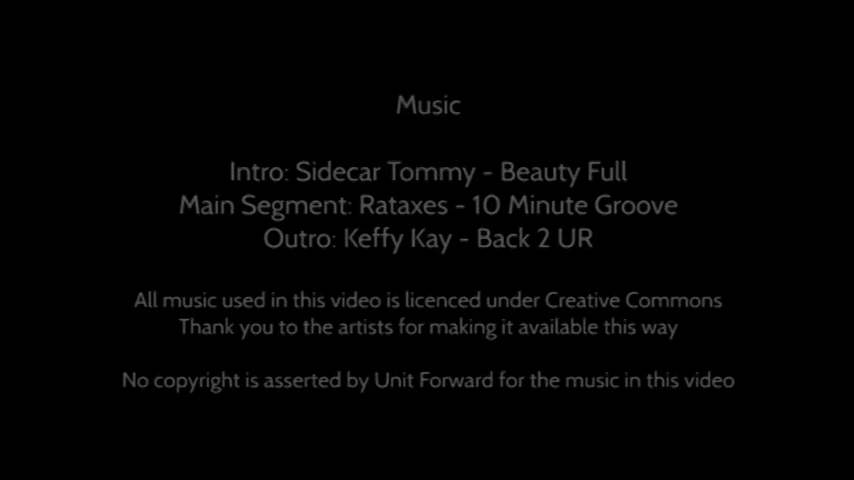 Music
Intro: Sidecar Tommy - Beauty Full
Main Segment: Rataxes - 10 Minute Groove
Outro: Keffy Kay - Back 2 UR
All music used in this video is licenced under Creative Commons
Thank you to the artists for making it available this way
No copyright is asserted by Unit Forward for the music in this video